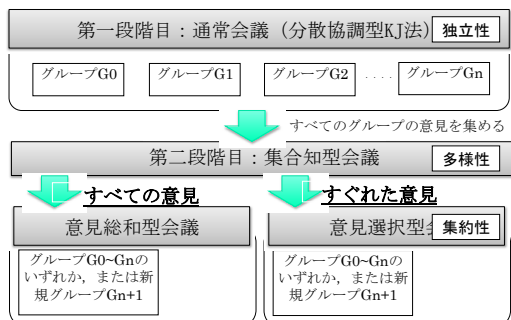 第一段階目：通常会議（分散協調型KJ法）
独立性
グループG0
グループG1
グループG2
....
グループGn
すべてのグループの意見を集める
第二段階目：集合知型会議
多様性
すべての意見
すぐれた意見
意見総和型会議
意見選択型会
集約性
グループG0~Gnの
いずれか，または新
規グループGn+1
グループG0~Gnの
いずれか，または新
規グループGn+1